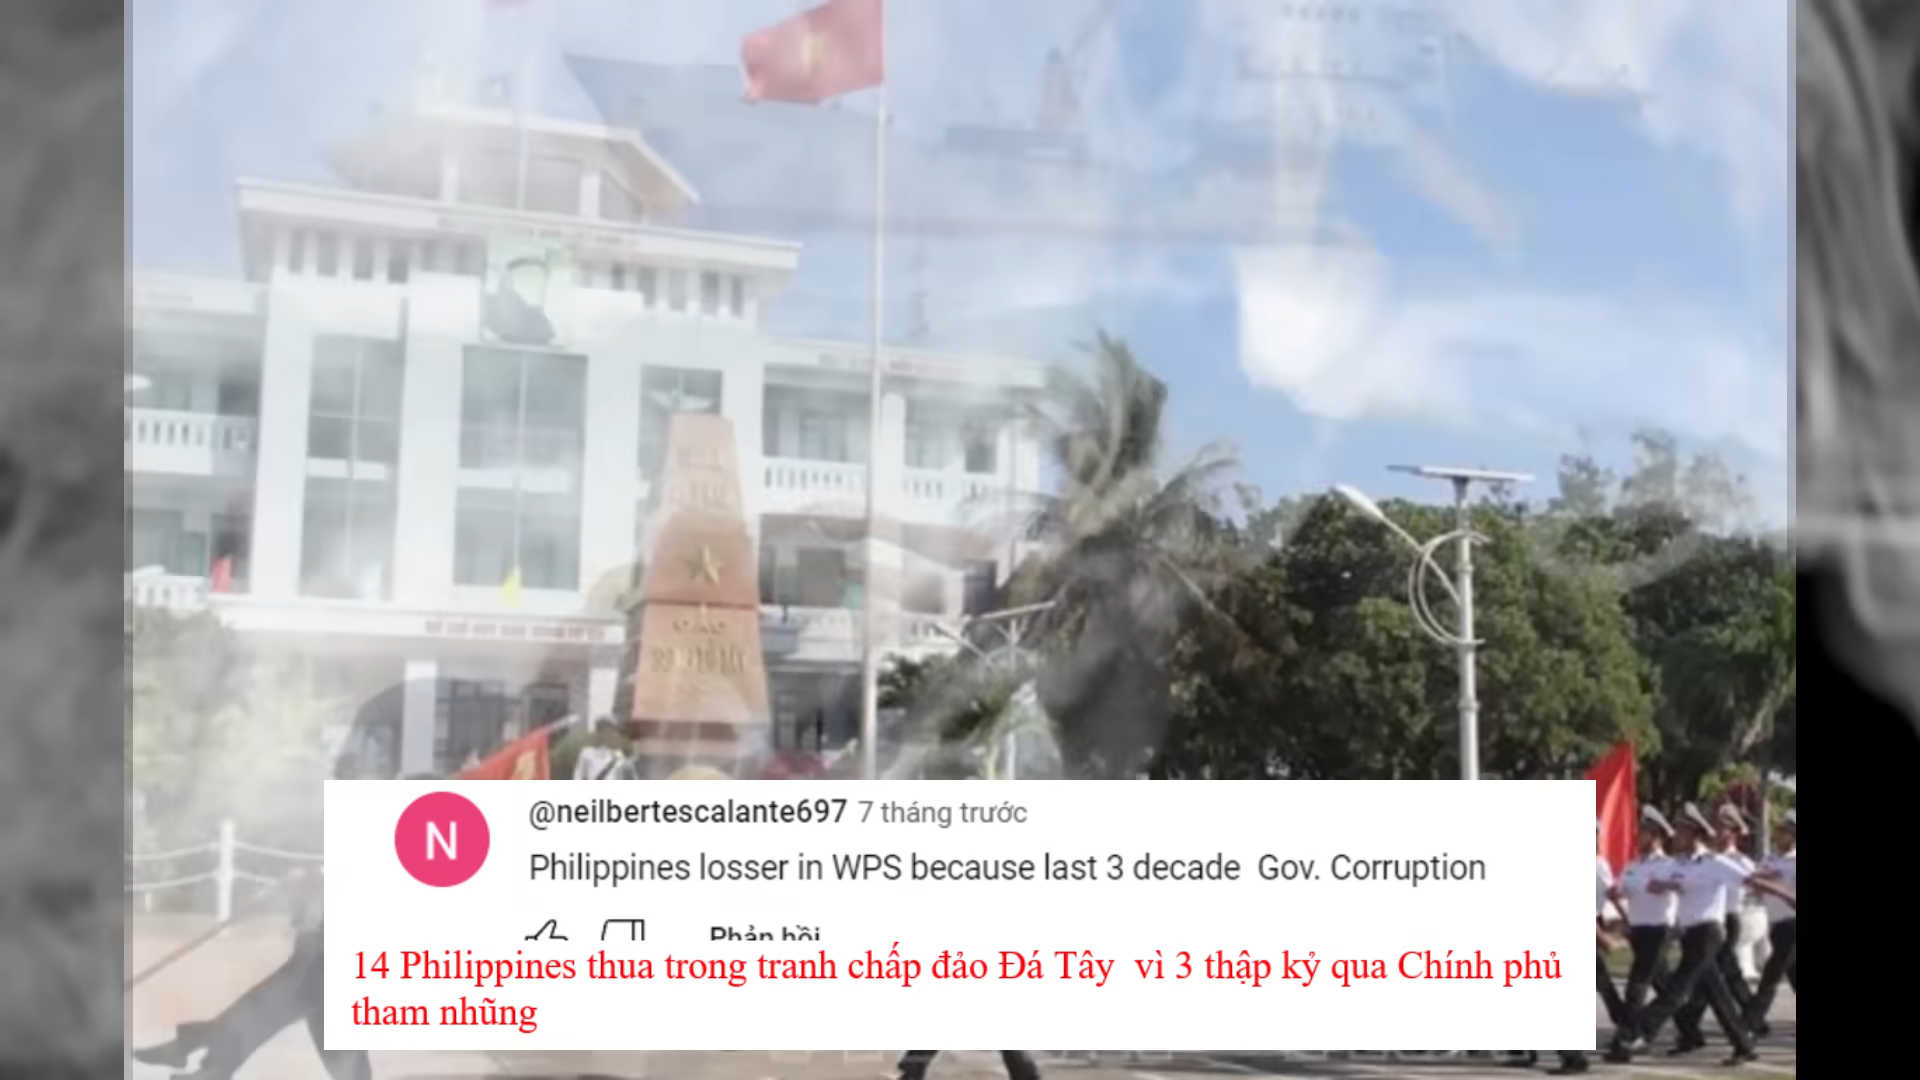 @neilbertescalante697 7 tháng trước
N
Philippines losser in WPS because last 3 decade Gov. Corruption
Phản hồi
14 Philippines thua trong tranh chấp đảo Đá Tây vì 3 thập kỷ qua Chính phủ
tham nhũng